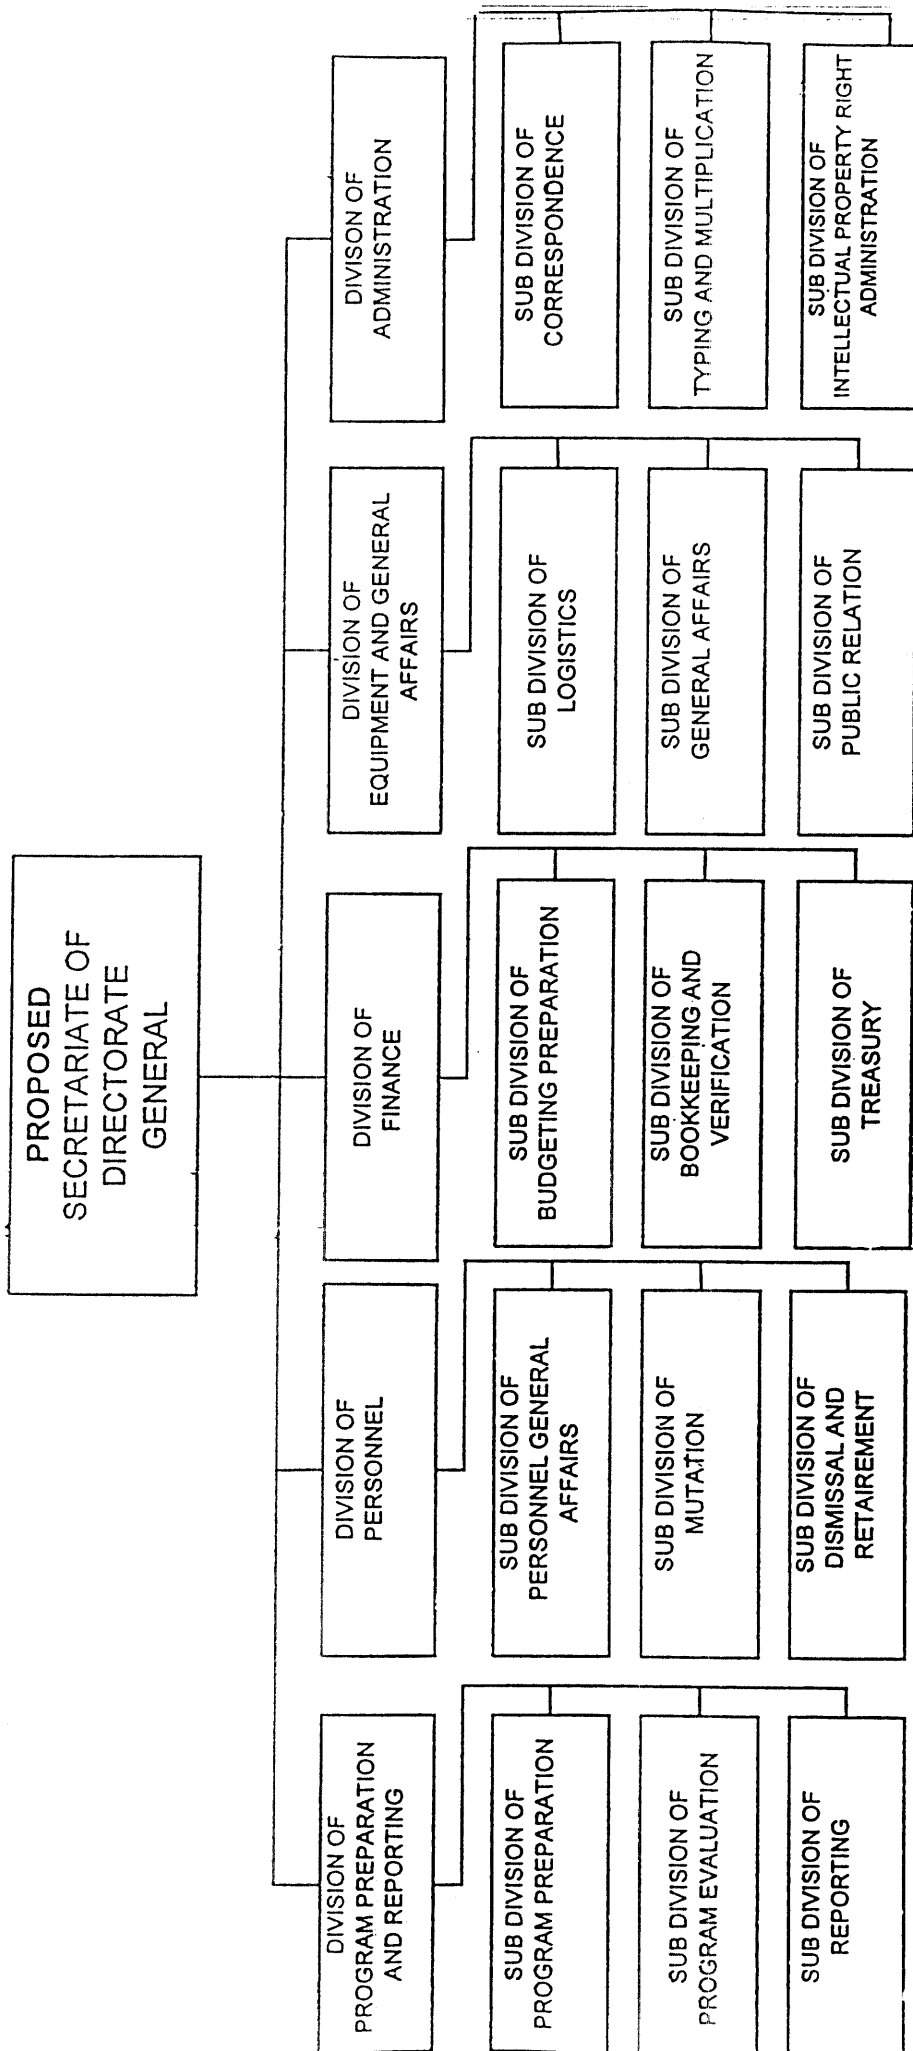 PROPOSED
SECRETARIATE OF
DIRECTORATE
GENERAL
DIVISION OF
PROGRAM PREPARATION
AND REPORTING
SUB DIVISION OF
PROGRAM PREPARATION
SUB DIVISION OF
PROGRAM EVALUATION
SUB DIVISION OF
REPORTING
DIVISION OF
PERSONNEL
SUB DIVISION OF
PERSONNEL GENERAL
AFFAIRS
SUB DIVISION OF
MUTATION
SUB DIVISION OF
DISMISSAL AND
RETAIREMENT
DIVISION OF
FINANCE
SUB DIVISION OF
BUDGETING PREPARATION
SUB DIVISION OF
BOOKKEEPING AND
VERIFICATION
SUB DIVISION OF
TREASURY
DIVISION OF
EQUIPMENT AND GENERAL
AFFAIRS
SUB DIVISION OF
LOGISTICS
SUB DIVISION OF
GENERAL AFFAIRS
SUB DIVISION OF
PUBLIC RELATION
DIVISON OF
ADMINISTRATION
SUB DIVISION OF
CORRESPONDENCE
SUB DIVISION OF
TYPING AND MULTIPLICATION
SUB DIVISION OF
INTELLECTUAL PROPERTY RIGHT
ADMINISTRATION